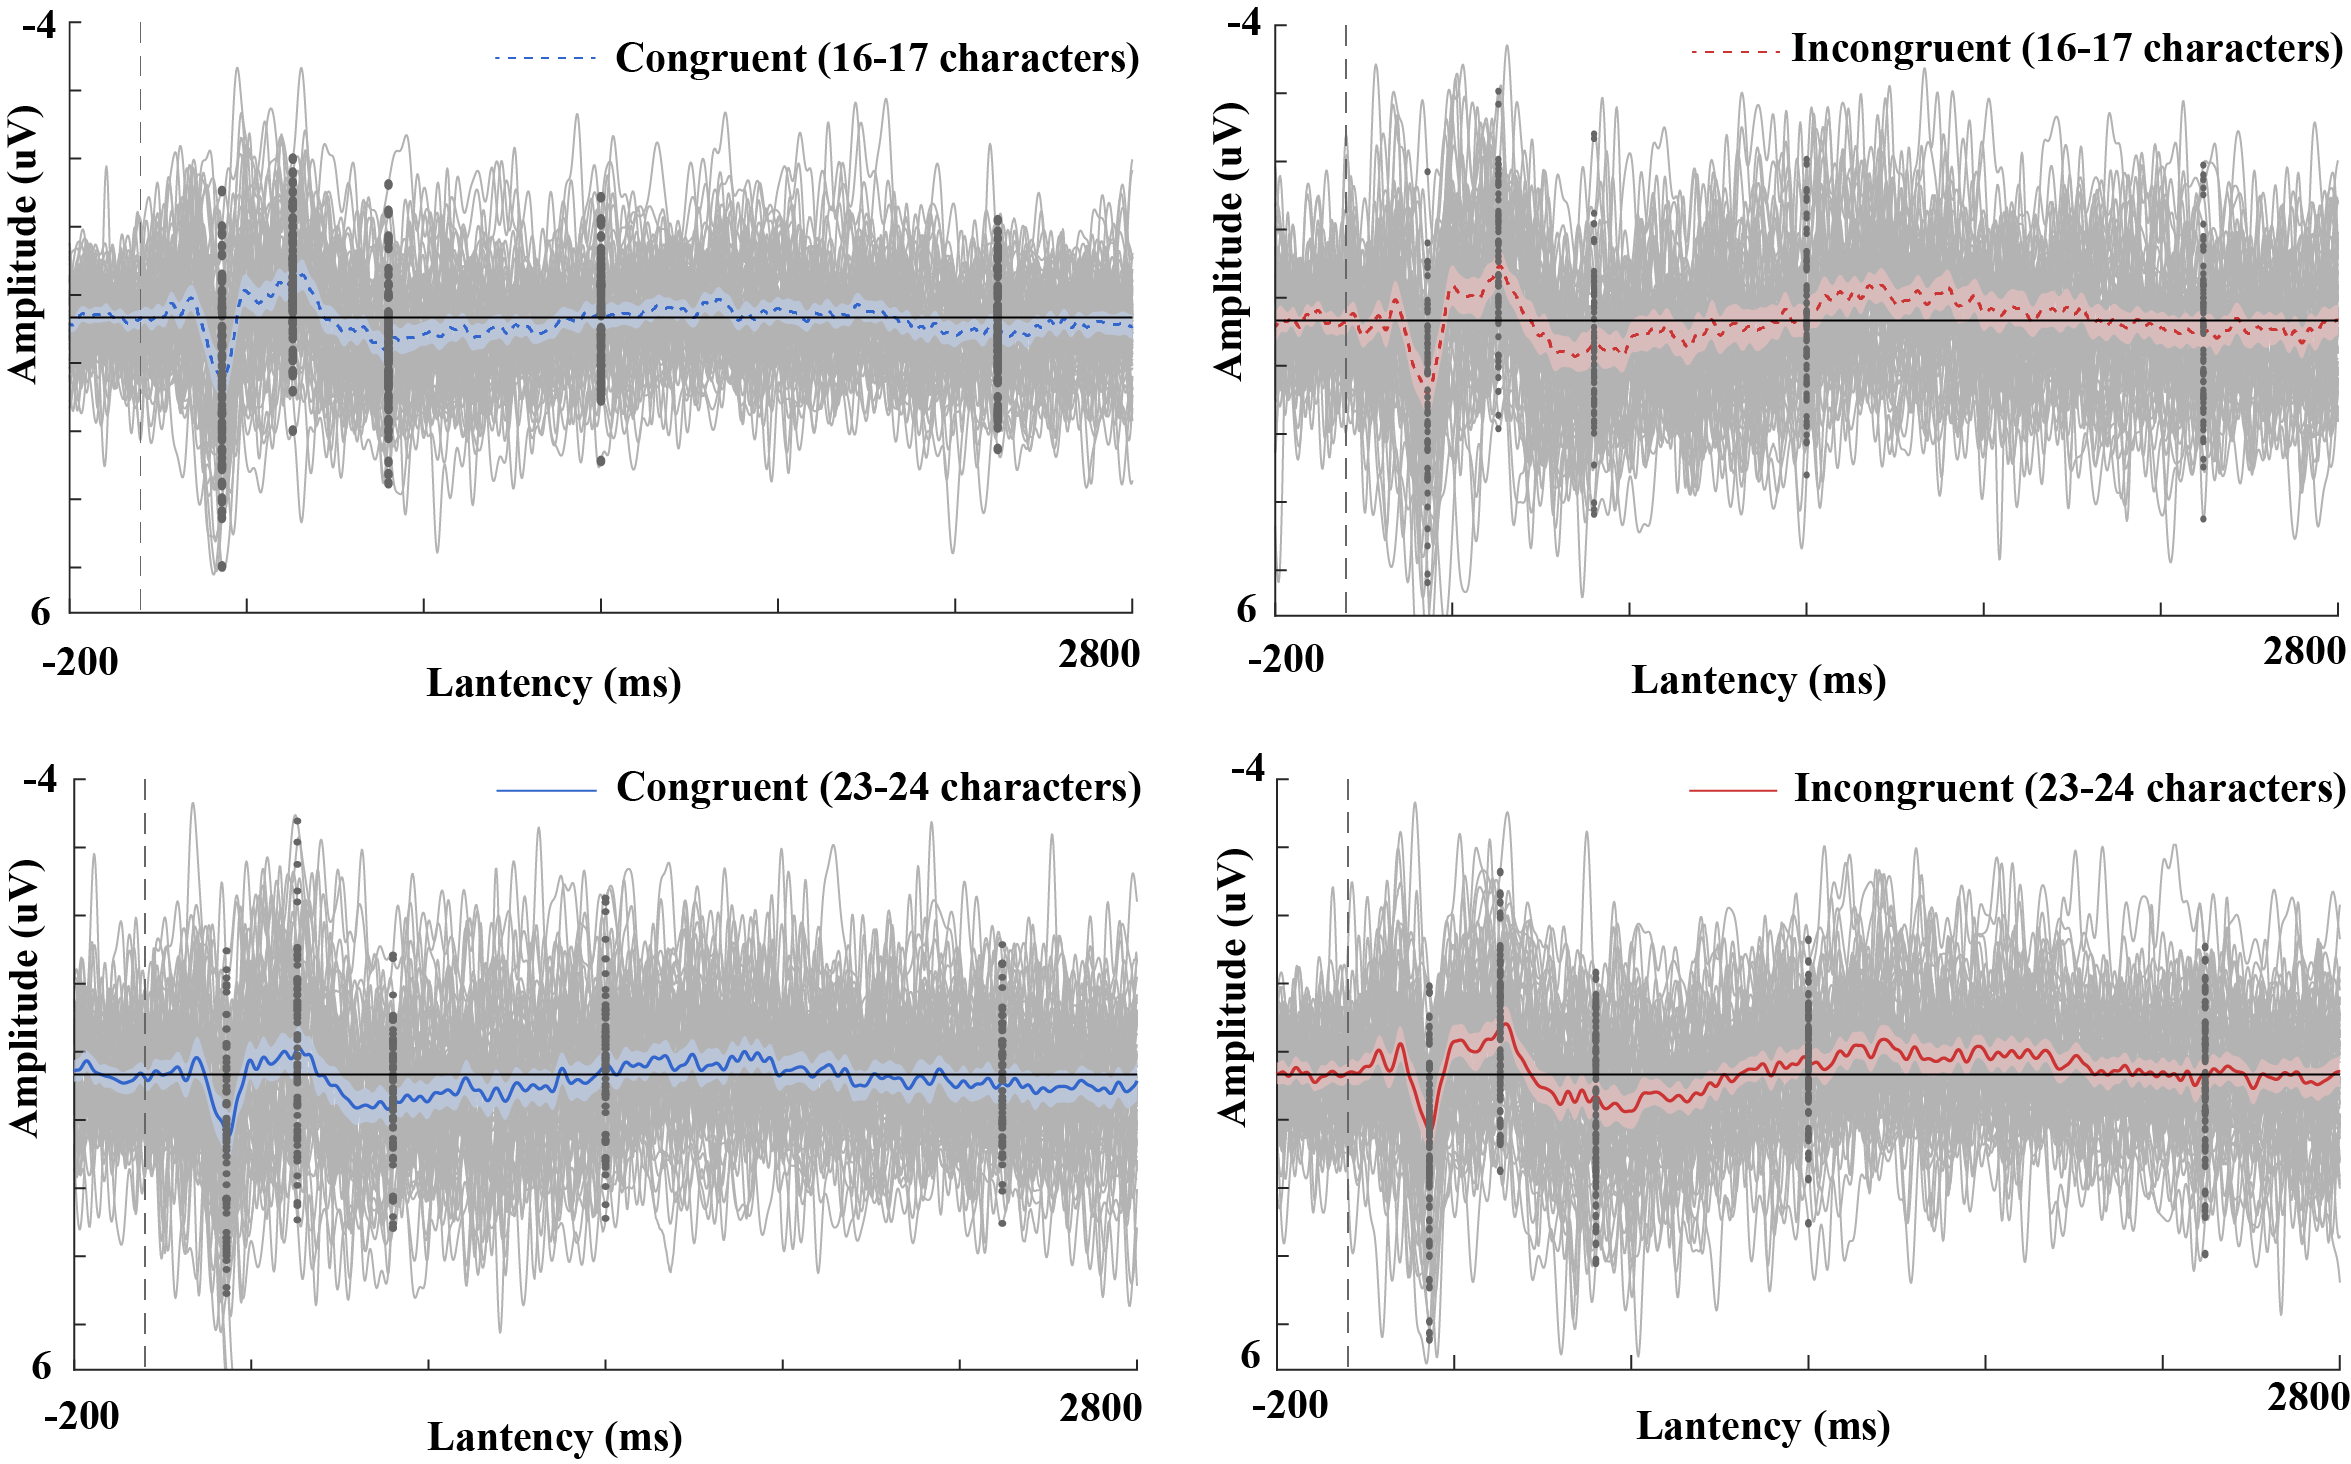 -4
Congruent (16-17 characters)
Amplitude (uV)
6
-200
2800
Lantency (ms)
-4
Incongruent (16-17 characters)
Amplitude (uV)
6
-200
2800
Lantency (ms)
-4
Congruent (23-24 characters)
Amplitude (uV)
6
-200
2800
Lantency (ms)
-4
Incongruent (23-24 characters)
Amplitude (uV)
6
-200
2800
Lantency (ms)